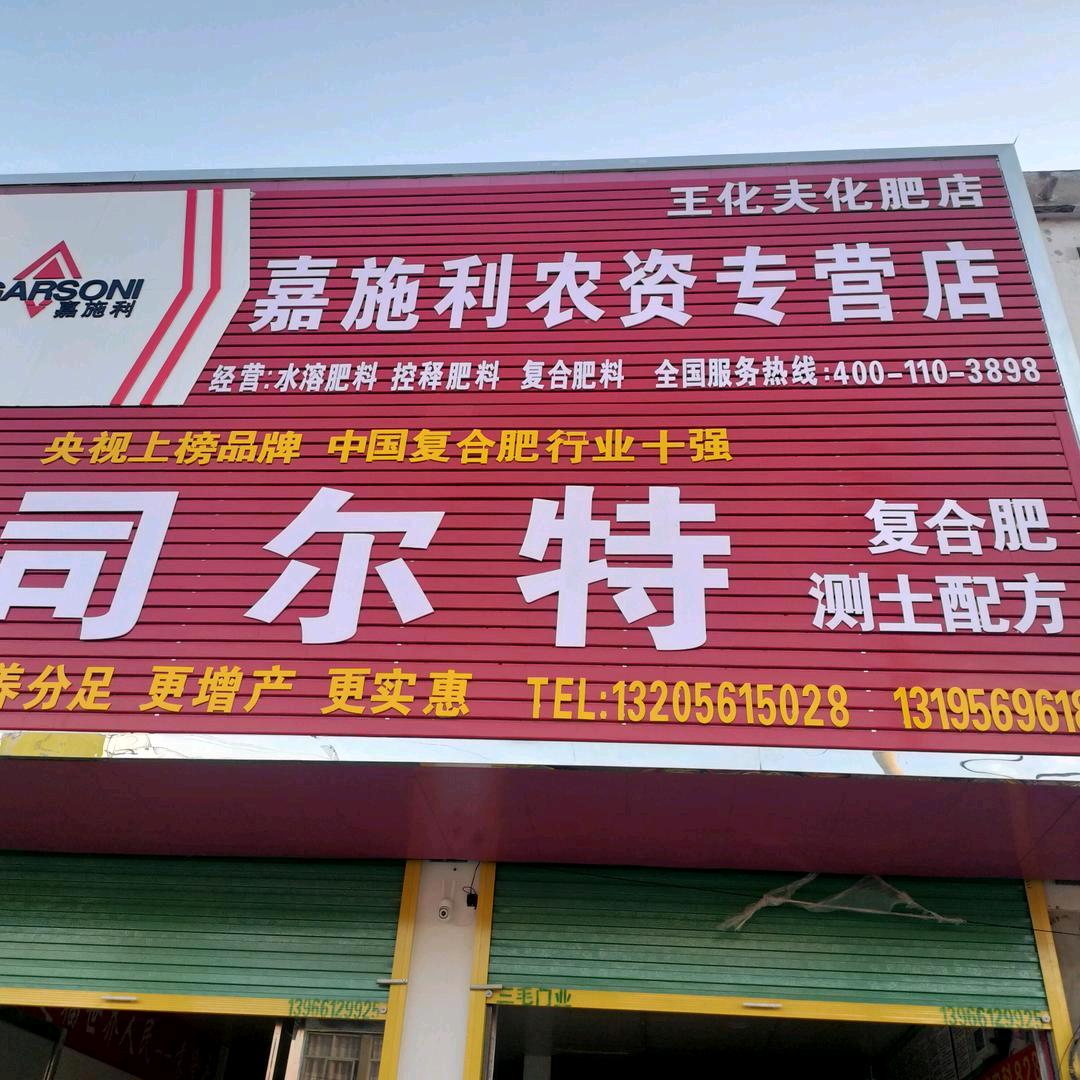 王化夫化肥店
GARSONI
嘉施利
嘉施利农资专营店
经营:水溶肥料 控释肥料 复合肥料 全国服务热线:400-110-3898
央视上榜品牌 中国复合肥行业十强
司尔特
复合肥
测土配方
养分足 更增产 更实惠 TEL:13205615028 1319569618
13966129925
三毛门业
13966129925